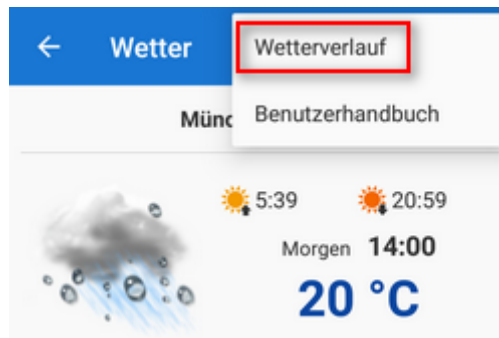 Wetter
Wetterverlauf
Benutzerhandbuch
5:39 20:59
Morgen 14:00
20 °C